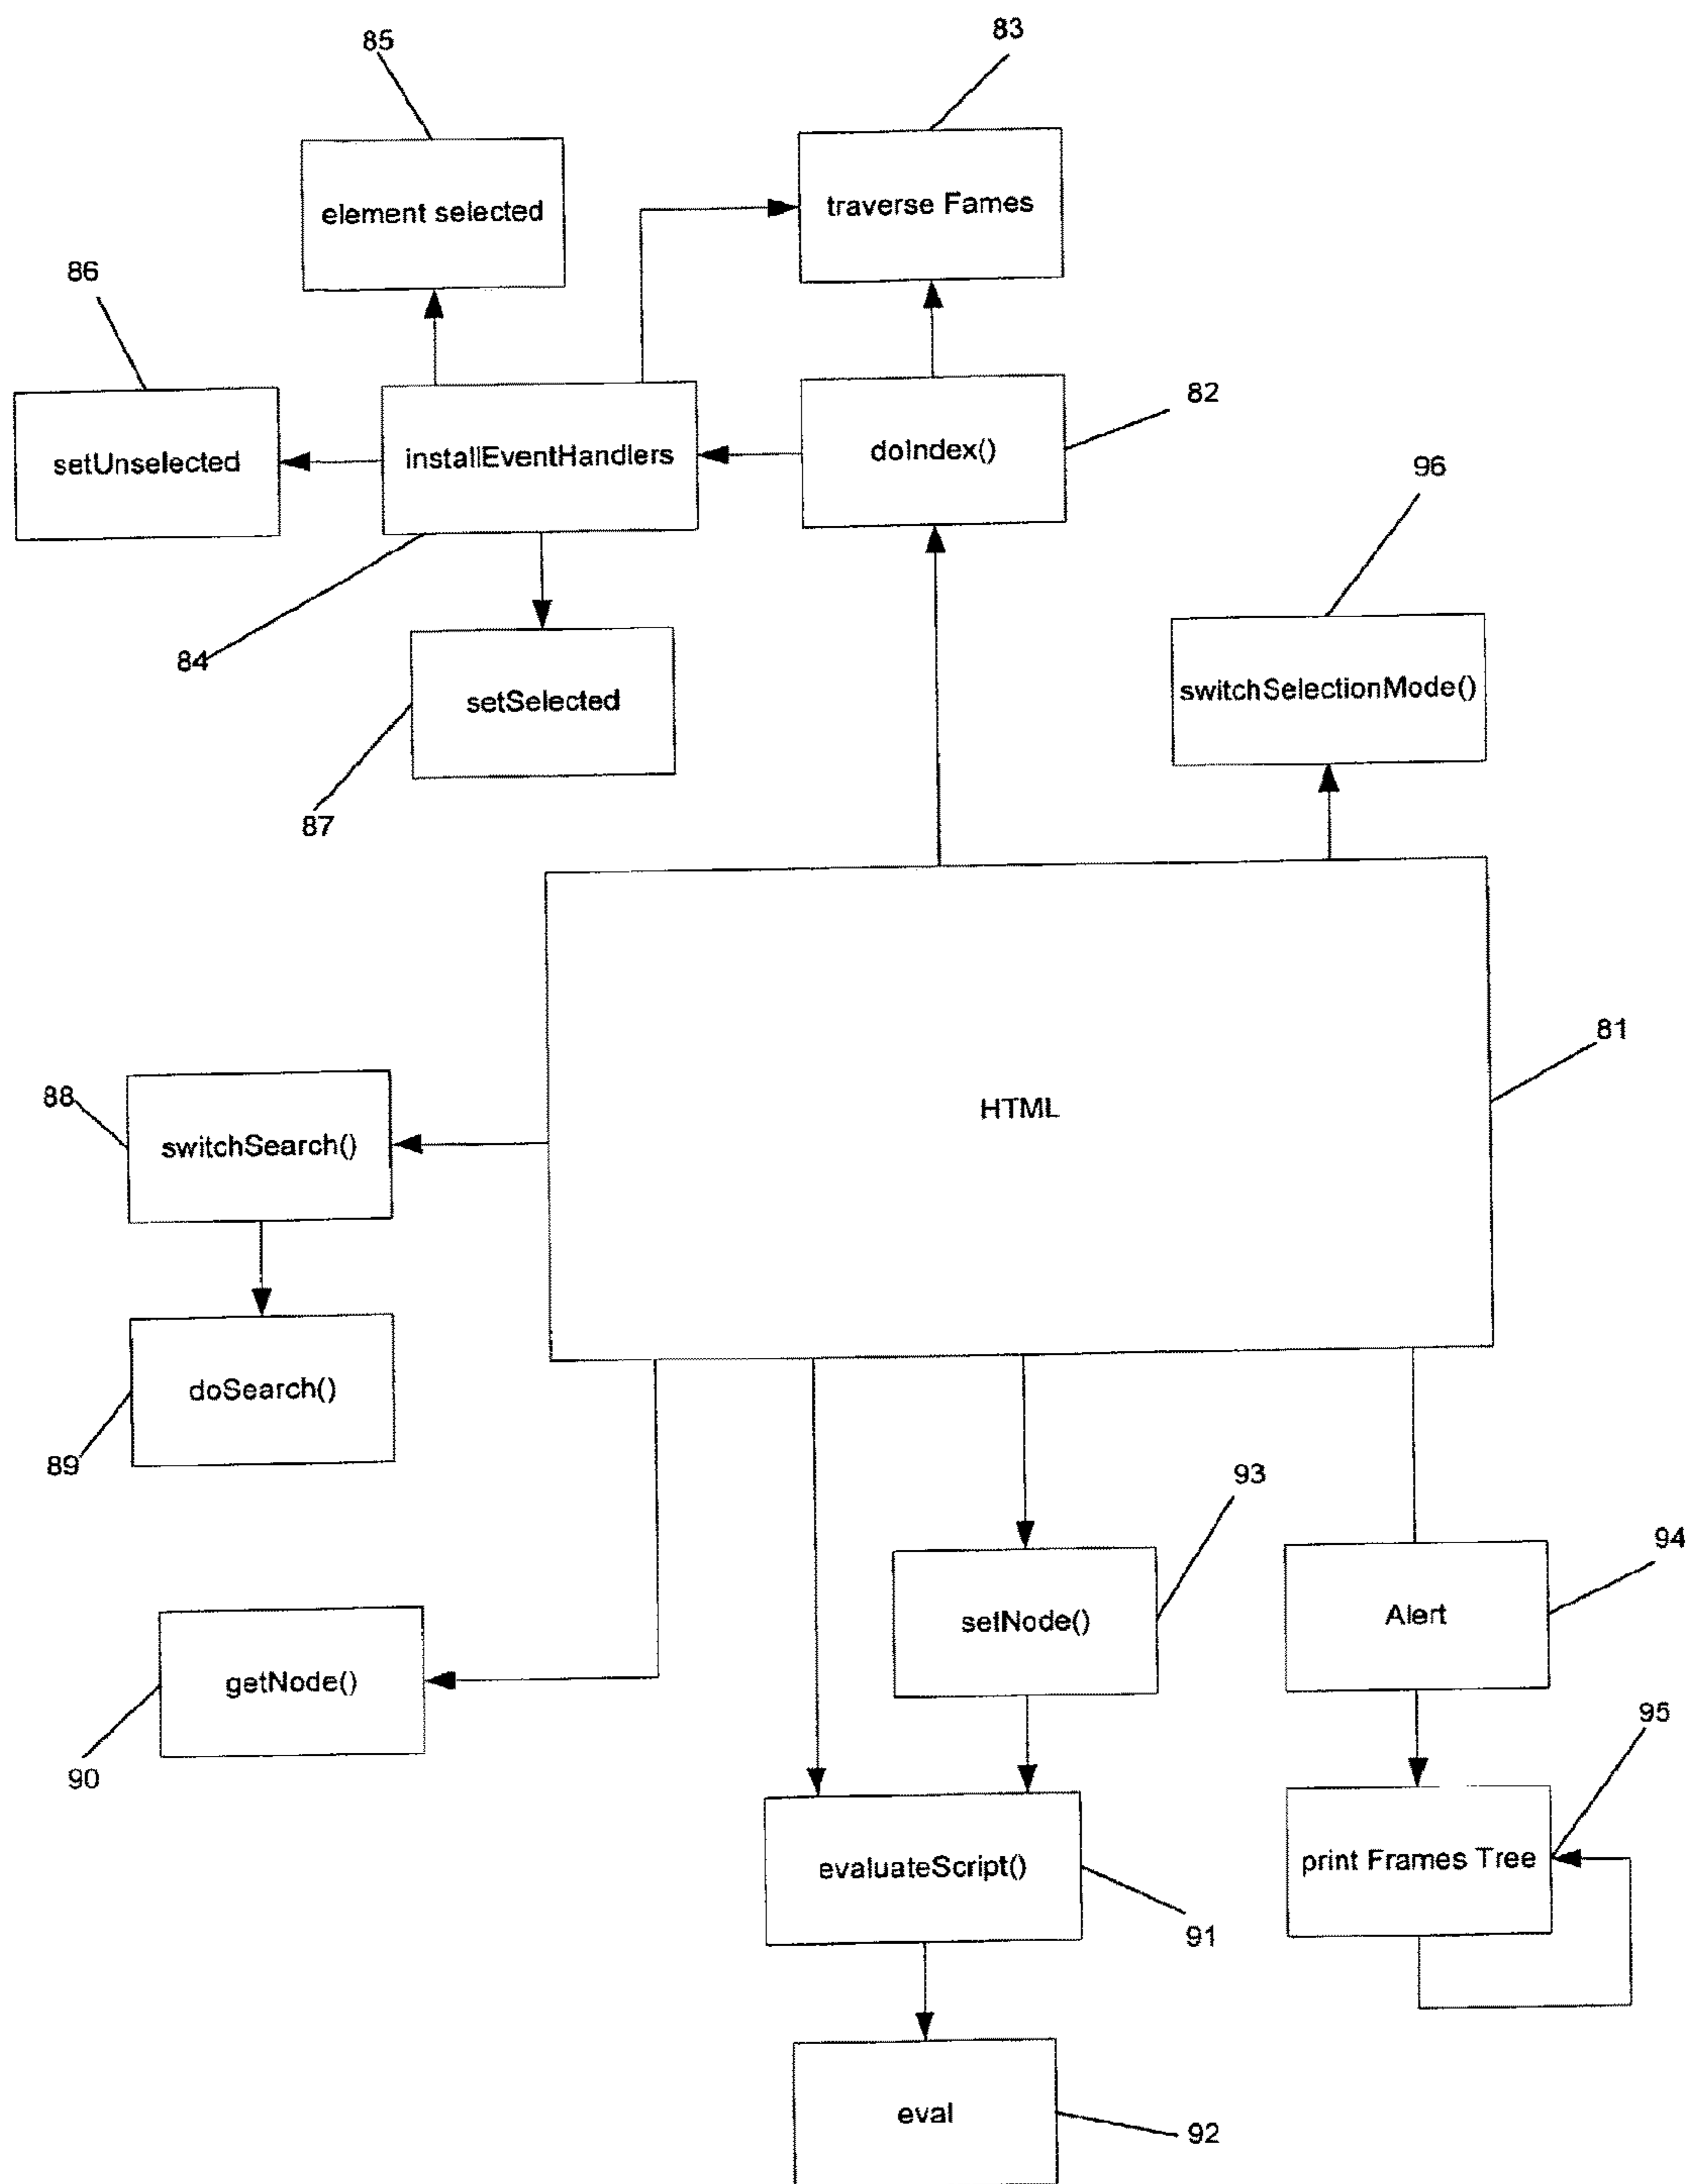 85
83
element selected
traverse Fames
86
82
setUnselected
installEventHandlers
doIndex()
96
84
setSelected
switchSelectionMode()
87
81
HTML
88
switchSearch()
doSearch()
89
93
94
setNode()
Alert
getNode()
95
90
evaluateScript()
print Frames Tree
91
eval
92